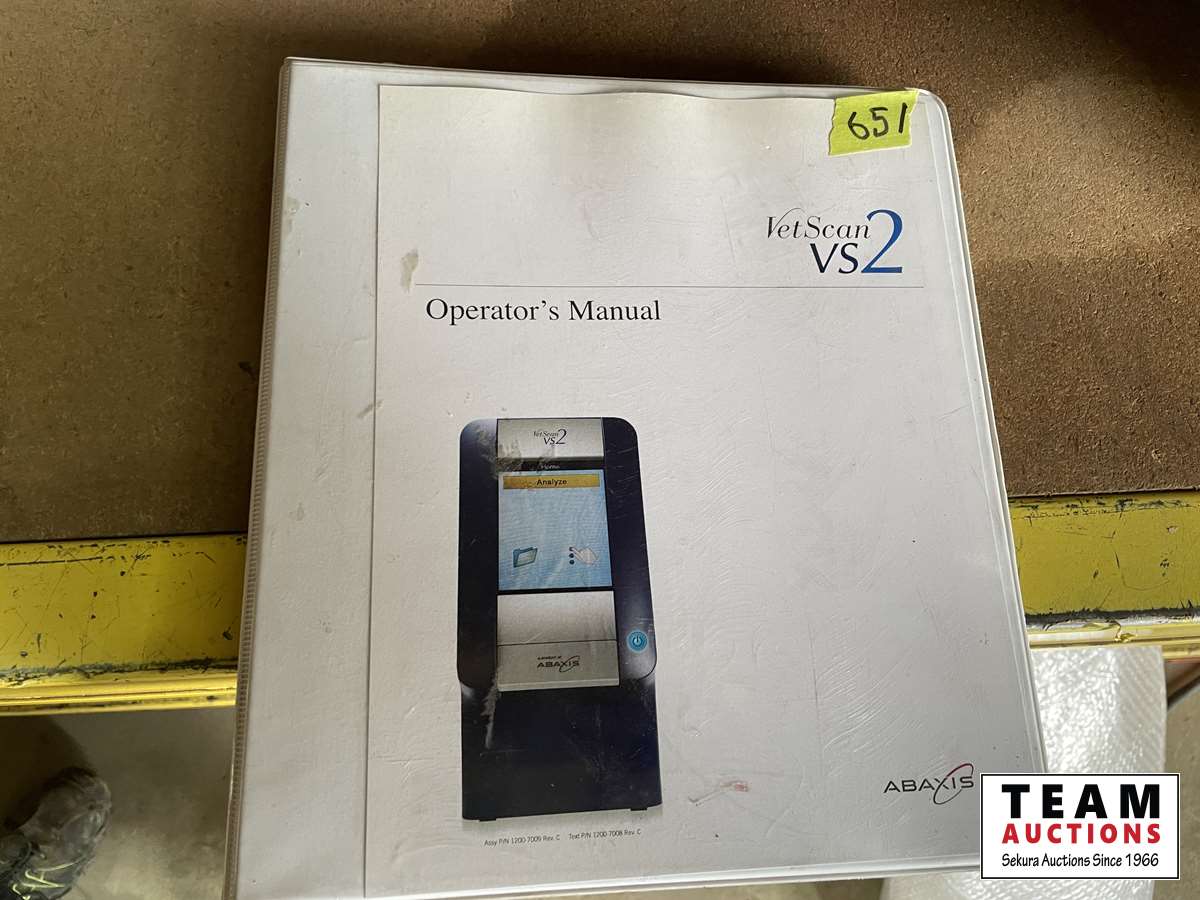 651
VetScan
VS2
Operator's Manual
VetScan
VS2
Home
Analyze
ABAXIS
Assy P/N 1200-7009 Rev. C Text P/N 1200-7008 Rev. C
ABAXIS
TEAM
AUCTIONS
Sekura Auctions Since 1966